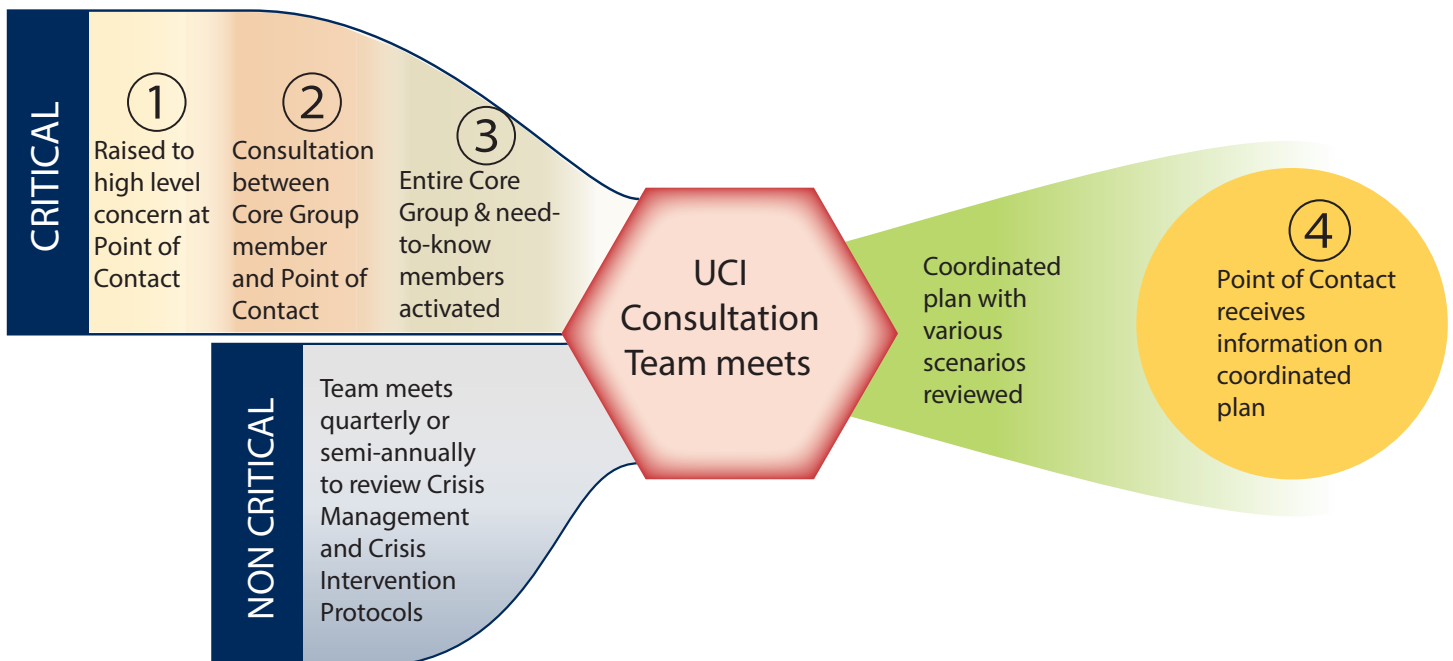 CRITICAL
1
Raised to
high level
concern at
Point of
Contact
2
Consultation
between
Core Group
member
and Point of
Contact
3
Entire Core
Group & need-
to-know
members
activated
NON CRITICAL
Team meets
quarterly or
semi-annually
to review Crisis
Management
and Crisis
Intervention
Protocols
UCI
Consultation
Team meets
Coordinated
plan with
various
scenarios
reviewed
4
Point of Contact
receives
information on
coordinated
plan